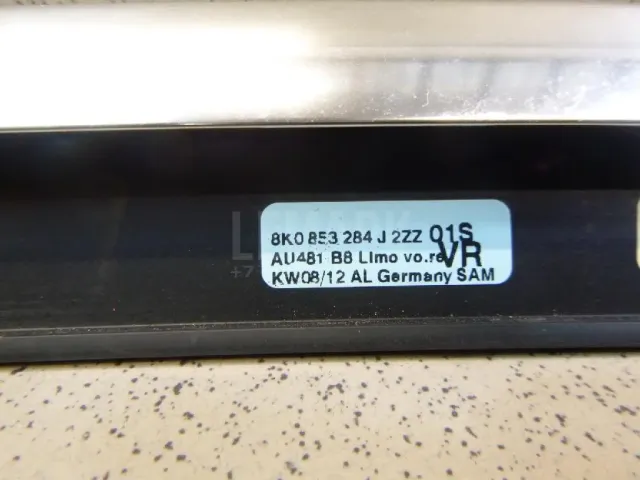 8K0 853 284 J 2ZZ 01S
AU481 B8 Limo vo.re VR
KW08/12 AL Germany SAM